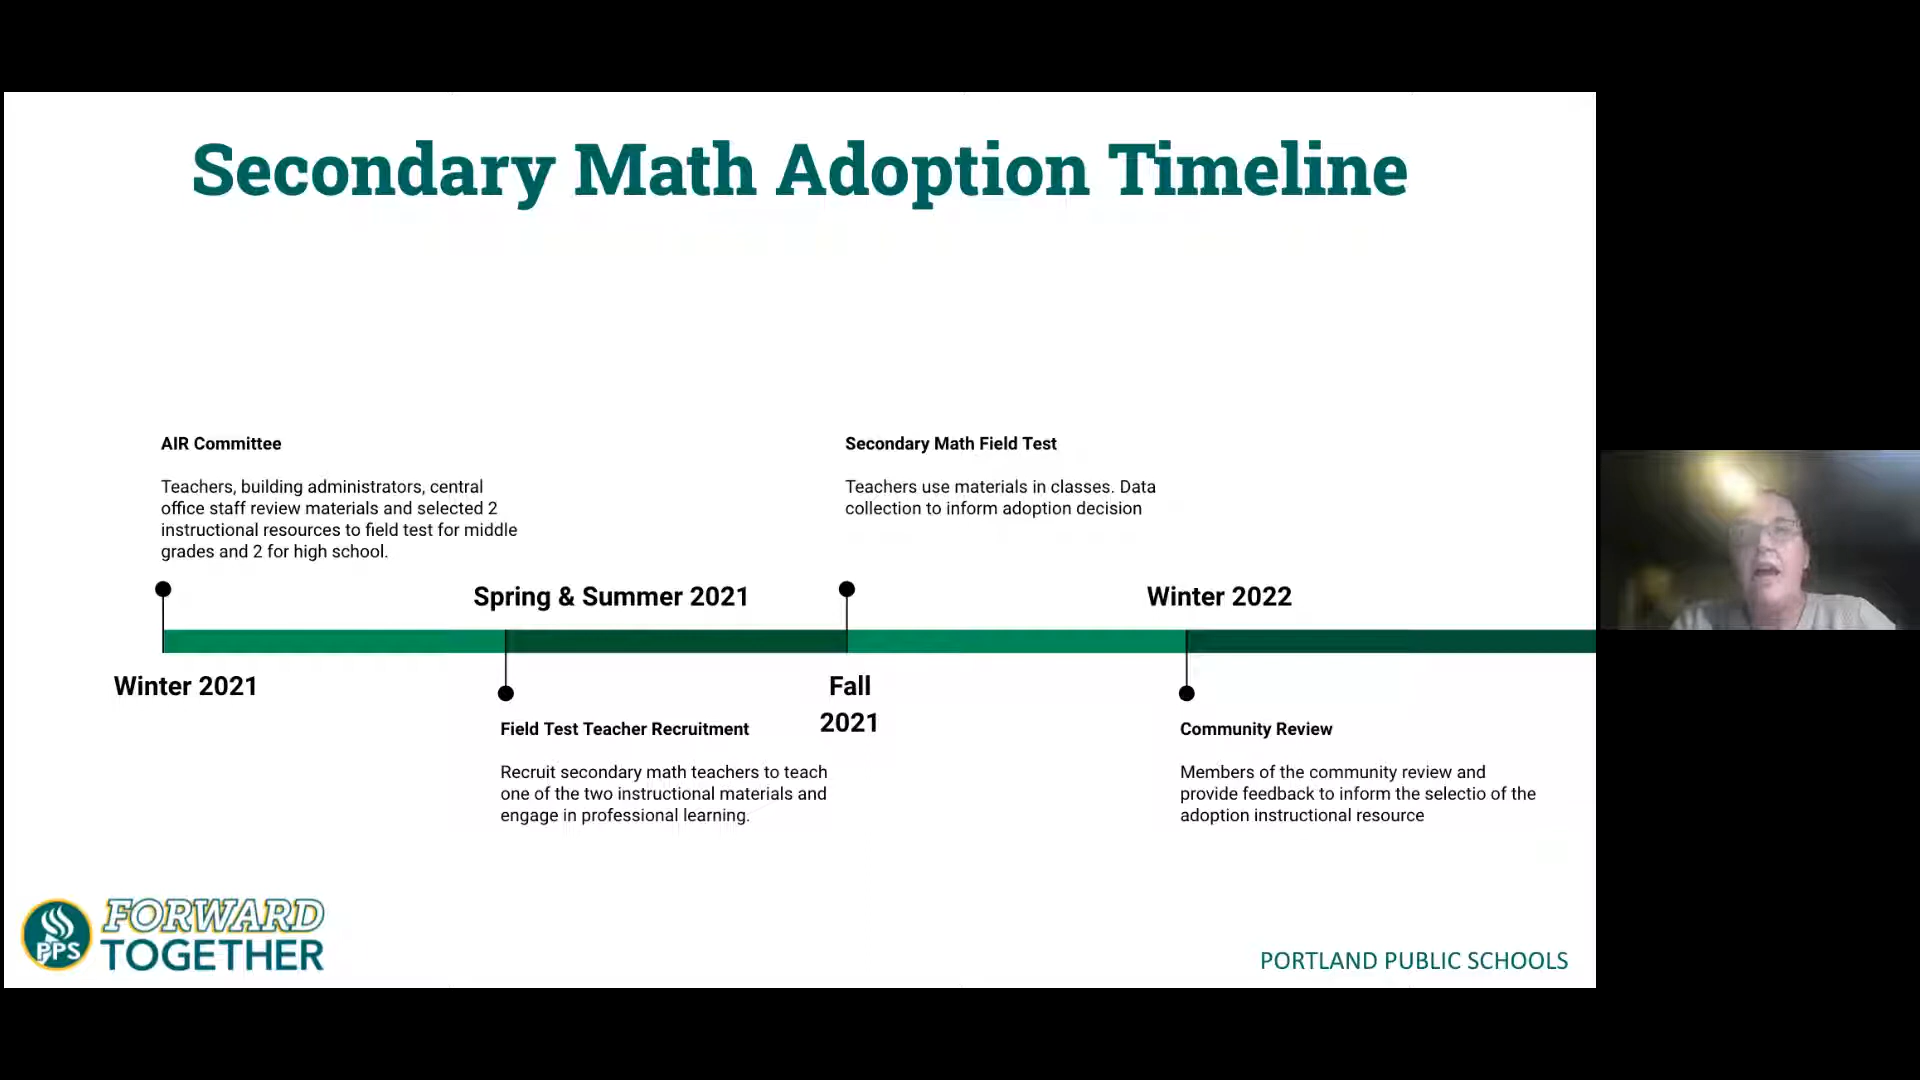 Secondary Math Adoption Timeline
AIR Committee
Teachers, building administrators, central
office staff review materials and selected 2
instructional resources to field test for middle
grades and 2 for high school.
Secondary Math Field Test
Teachers use materials in classes. Data
collection to inform adoption decision
Spring & Summer 2021
Winter 2022
Winter 2021
Fall
2021
Field Test Teacher Recruitment
Recruit secondary math teachers to teach
one of the two instructional materials and
engage in professional learning.
Community Review
Members of the community review and
provide feedback to inform the selectio of the
adoption instructional resource
PPS
FORWARD
TOGETHER
PORTLAND PUBLIC SCHOOLS